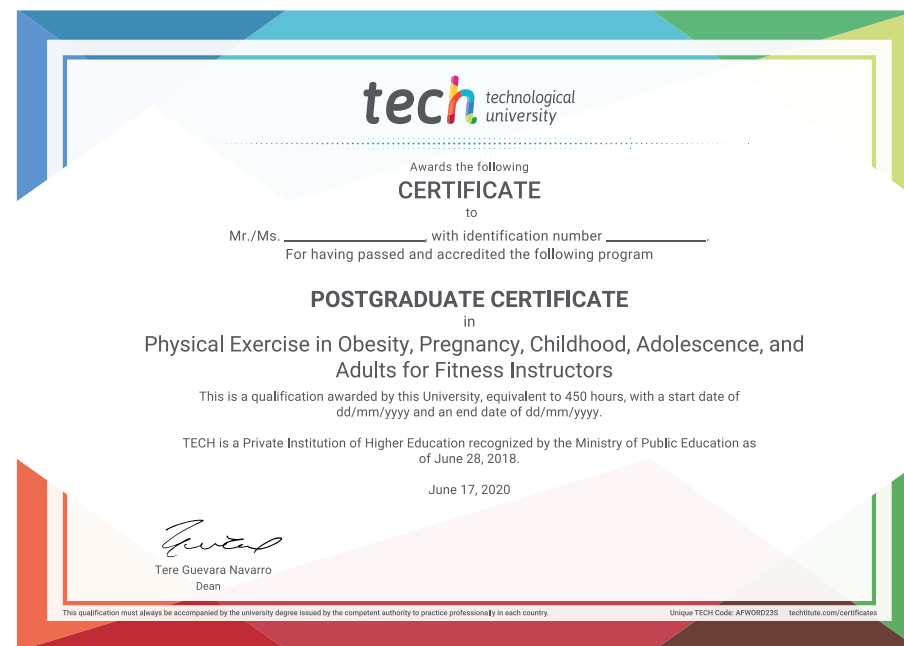 tech technological
university
Awards the following
CERTIFICATE
to
Mr./Ms. ____________________, with identification number ______________.
For having passed and accredited the following program
POSTGRADUATE CERTIFICATE
in
Physical Exercise in Obesity, Pregnancy, Childhood, Adolescence, and
Adults for Fitness Instructors
This is a qualification awarded by this University, equivalent to 450 hours, with a start date of
dd/mm/yyyy and an end date of dd/mm/yyyy.
TECH is a Private Institution of Higher Education recognized by the Ministry of Public Education as
of June 28, 2018.
June 17, 2020
Tere Guevara Navarro
Dean
This qualification must always be accompanied by the university degree issued by the competent authority to practice professionally in each country. Unique TECH Code: AFWORD23S techtitute.com/certificates